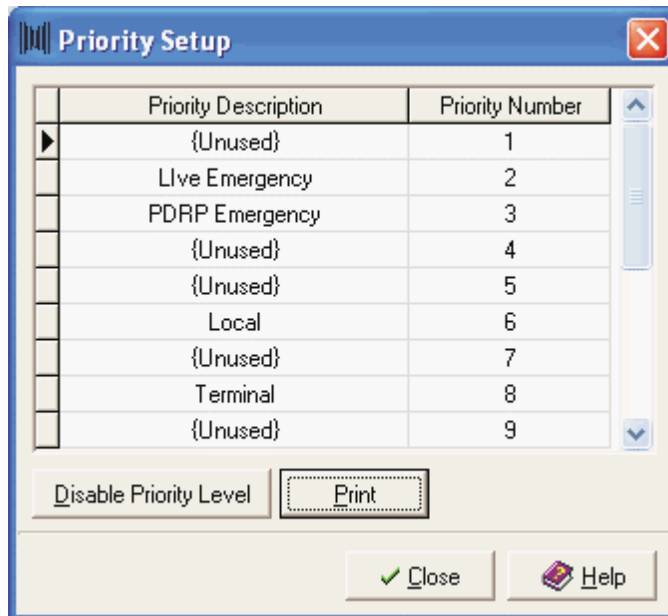 Priority Setup
Priority Description Priority Number
{Unused} 1
LIve Emergency 2
PDRP Emergency 3
{Unused} 4
{Unused} 5
Local 6
{Unused} 7
Terminal 8
{Unused} 9
Disable Priority Level Print
Close Help